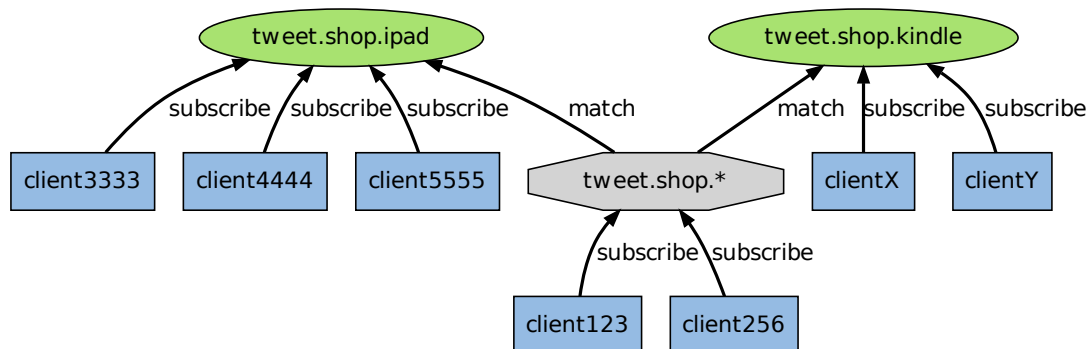 tweet.shop.ipad
tweet.shop.kindle
subscribe
subscribe
subscribe
match
match
subscribe
subscribe
client3333
client4444
client5555
tweet.shop.*
clientX
clientY
subscribe
subscribe
client123
client256